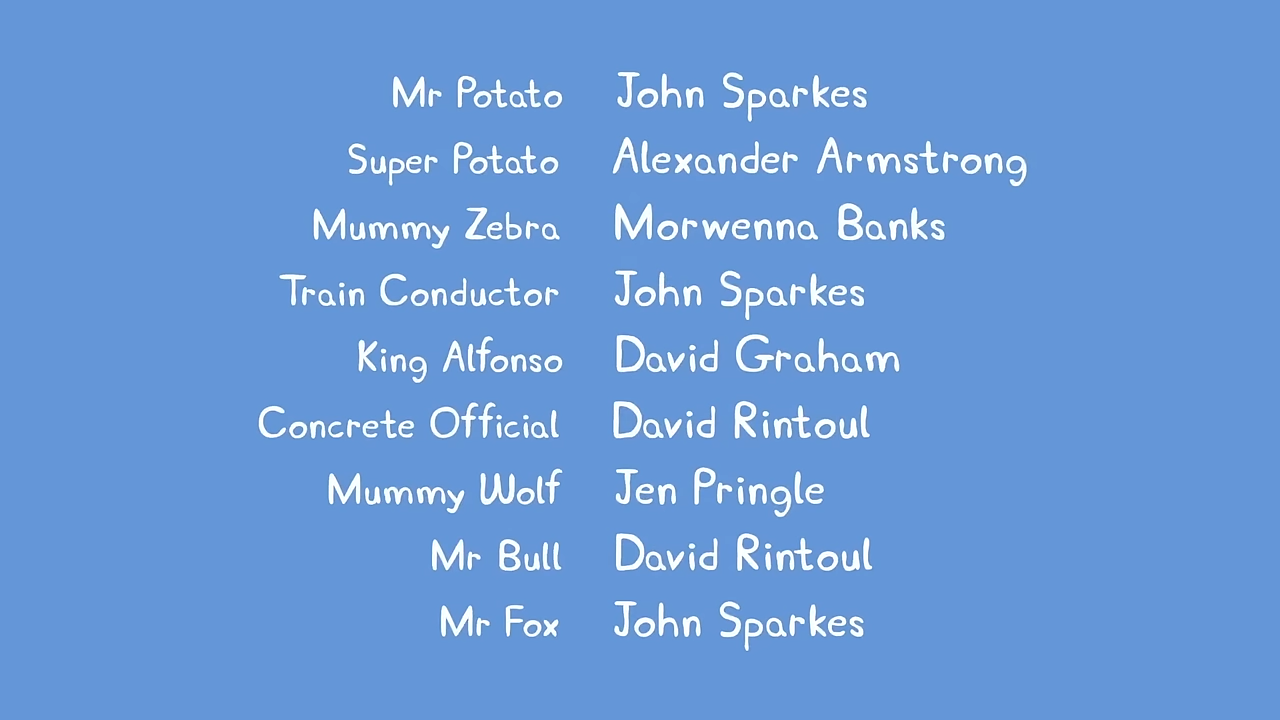 Mr Potato John Sparkes
Super Potato Alexander Armstrong
Mummy Zebra Morwenna Banks
Train Conductor John Sparkes
King Alfonso David Graham
Concrete Official David Rintoul
Mummy Wolf Jen Pringle
Mr Bull David Rintoul
Mr Fox John Sparkes